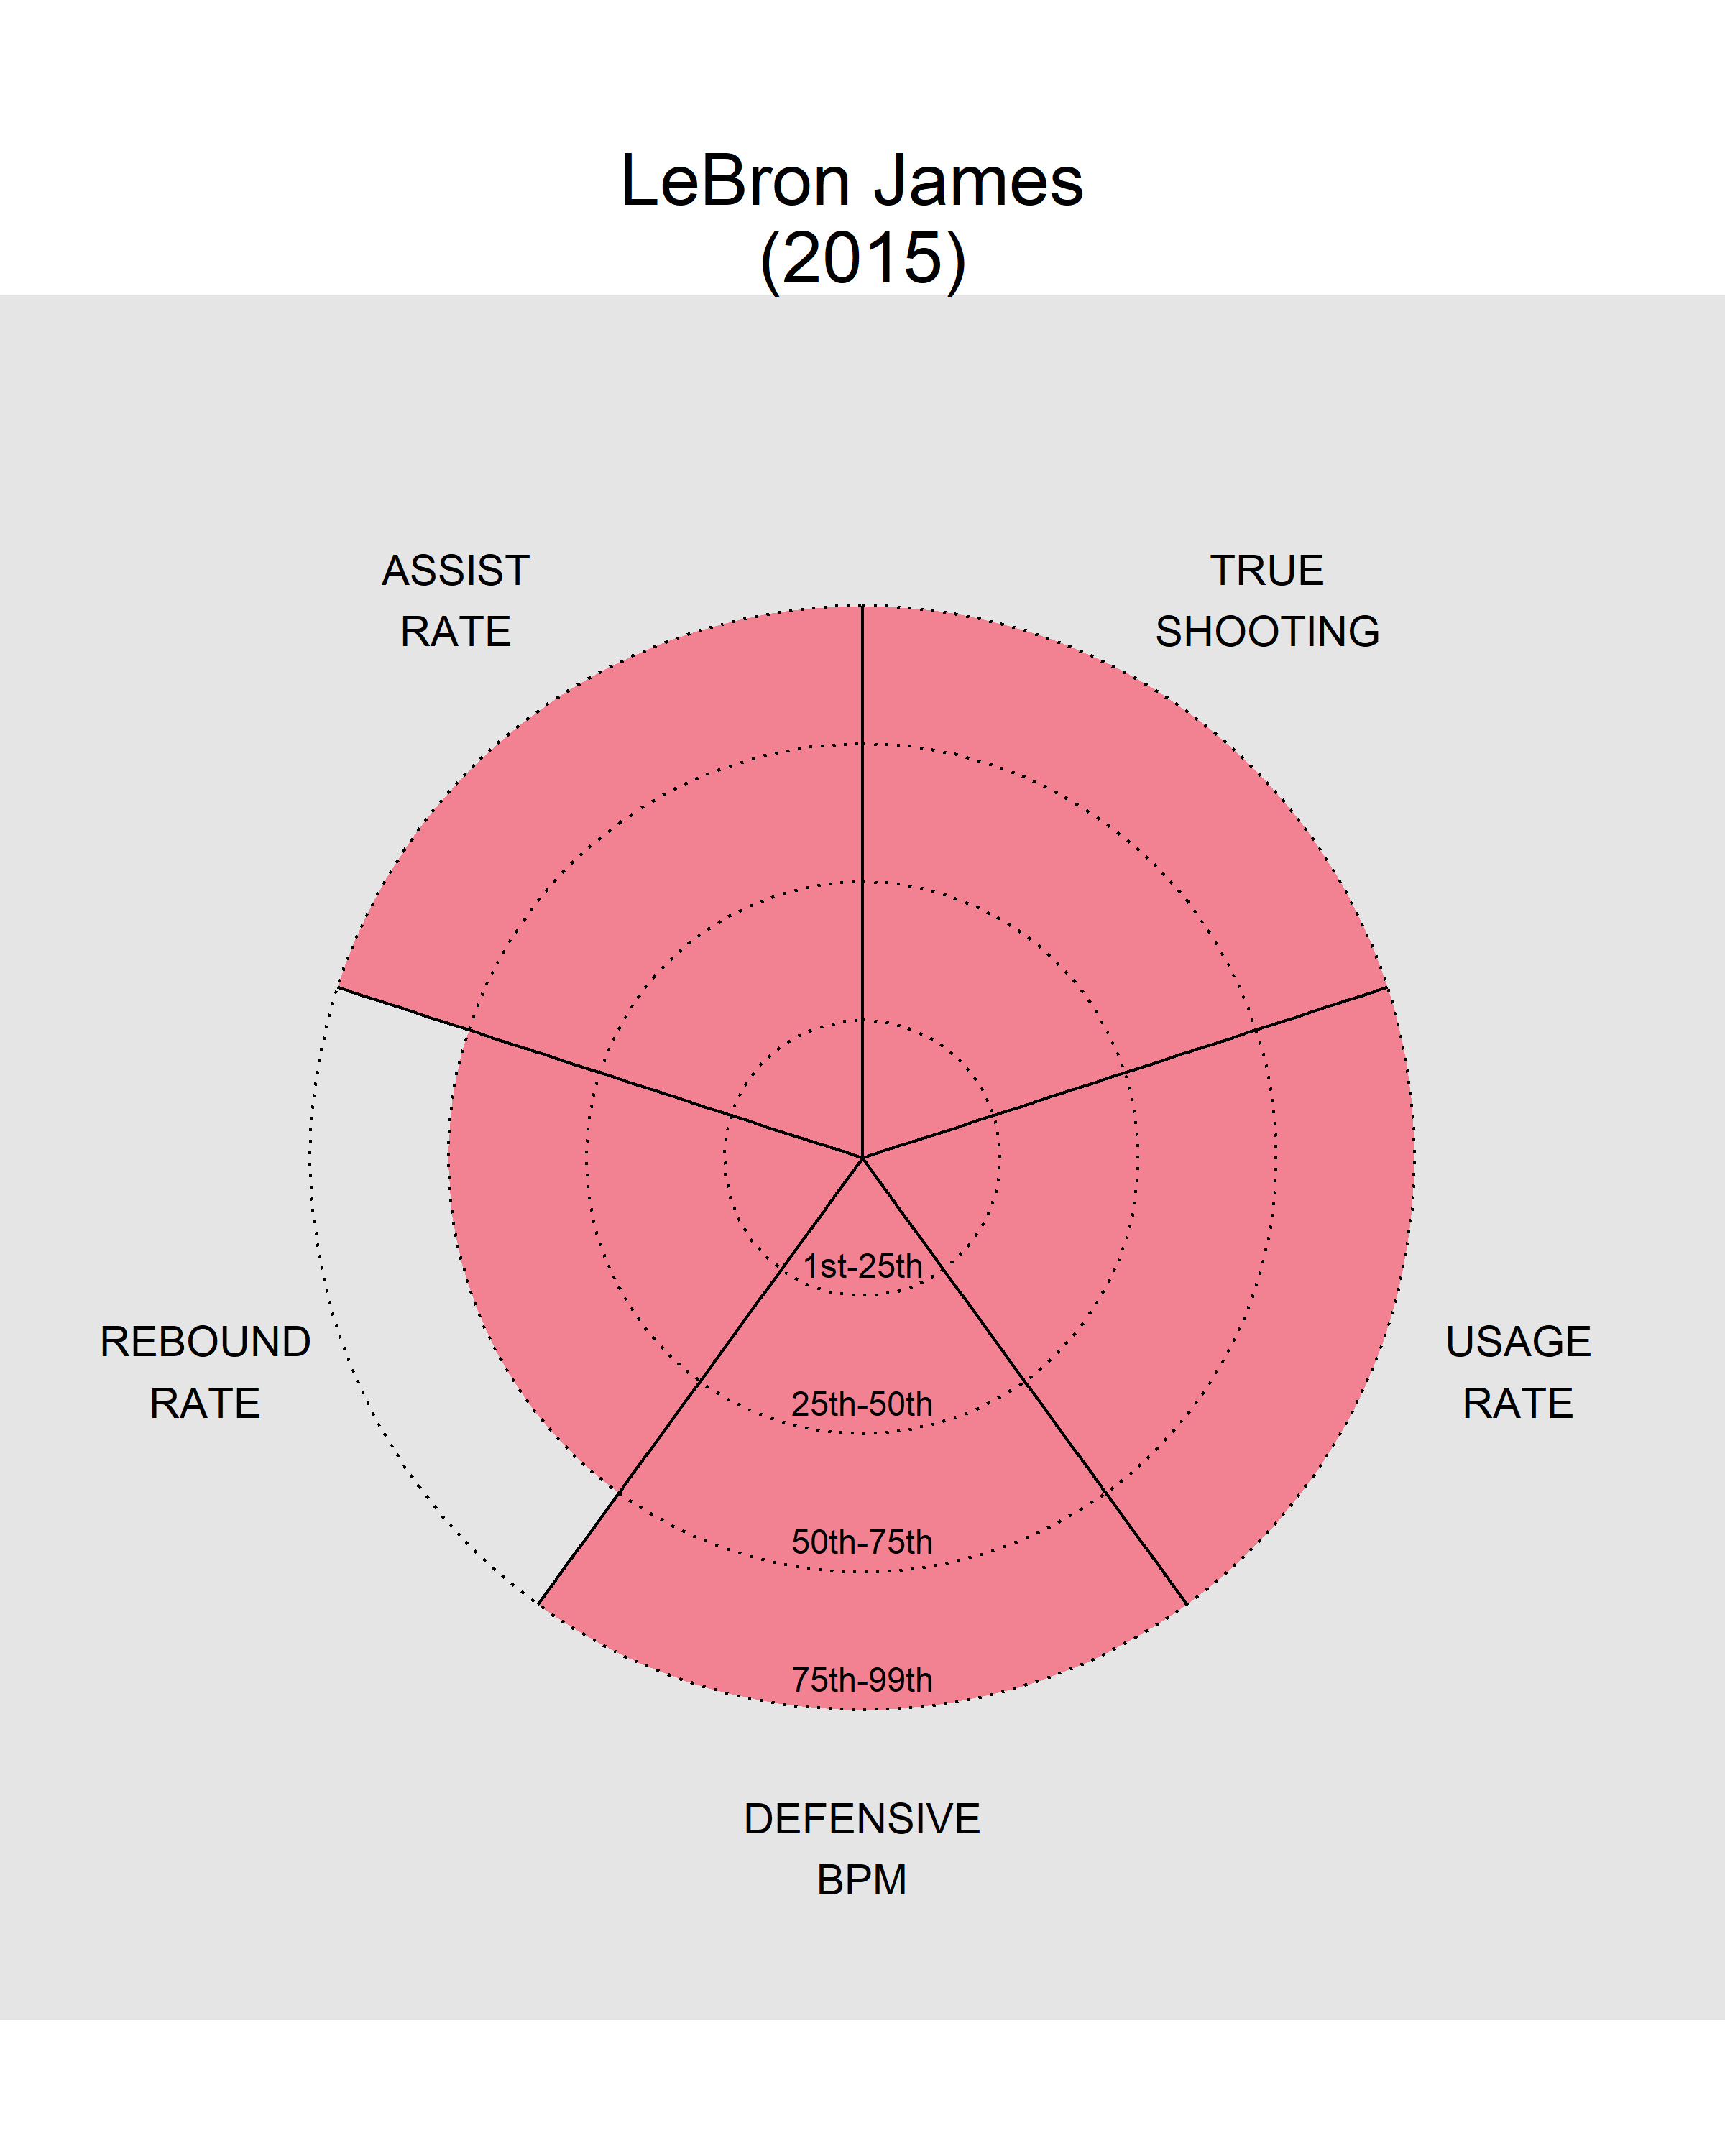 LeBron James
(2015)
ASSIST
RATE
TRUE
SHOOTING
REBOUND
RATE
USAGE
RATE
1st-25th
25th-50th
50th-75th
75th-99th
DEFENSIVE
BPM